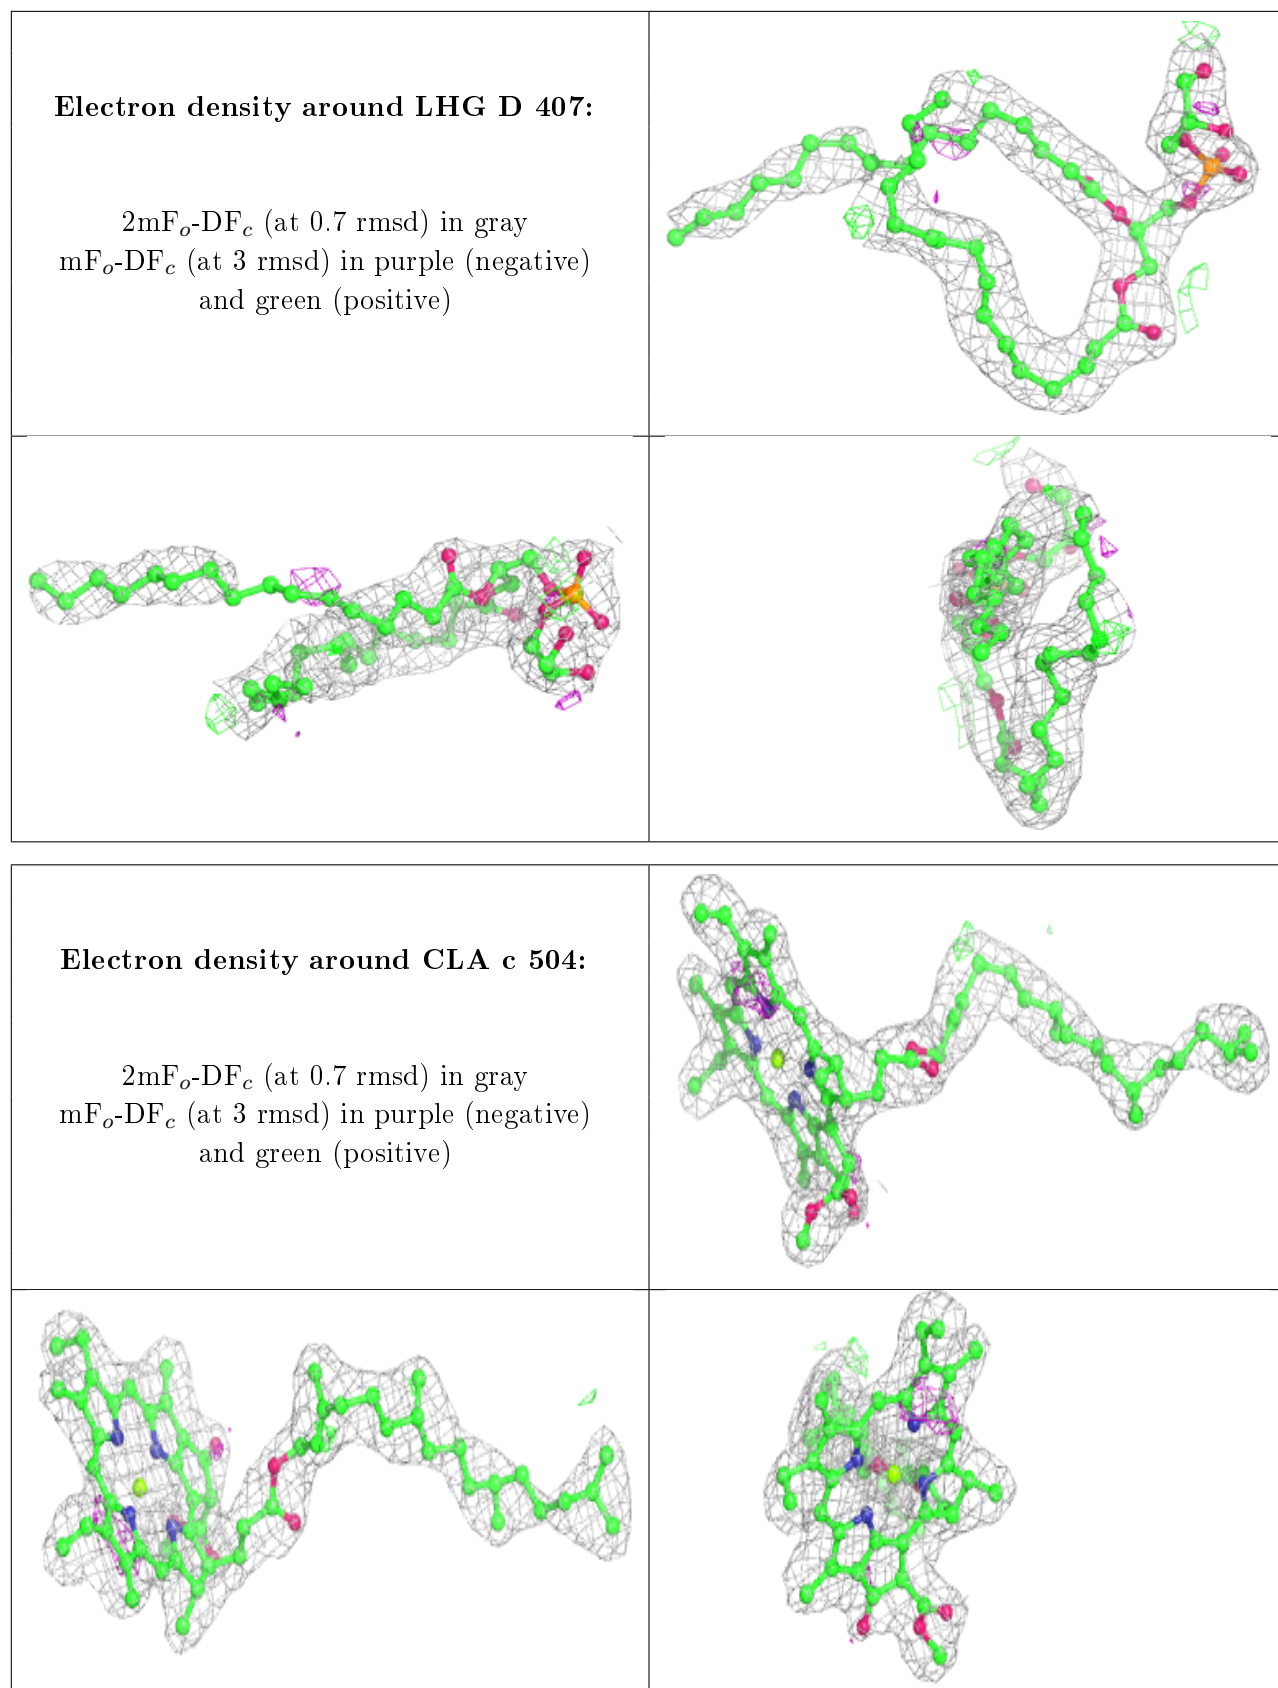 Electron density around LHG D 407:
2mFo-DFc (at 0.7 rmsd) in gray
mFo-DFc (at 3 rmsd) in purple (negative)
and green (positive)
Electron density around CLA c 504:
2mFo-DFc (at 0.7 rmsd) in gray
mFo-DFc (at 3 rmsd) in purple (negative)
and green (positive)